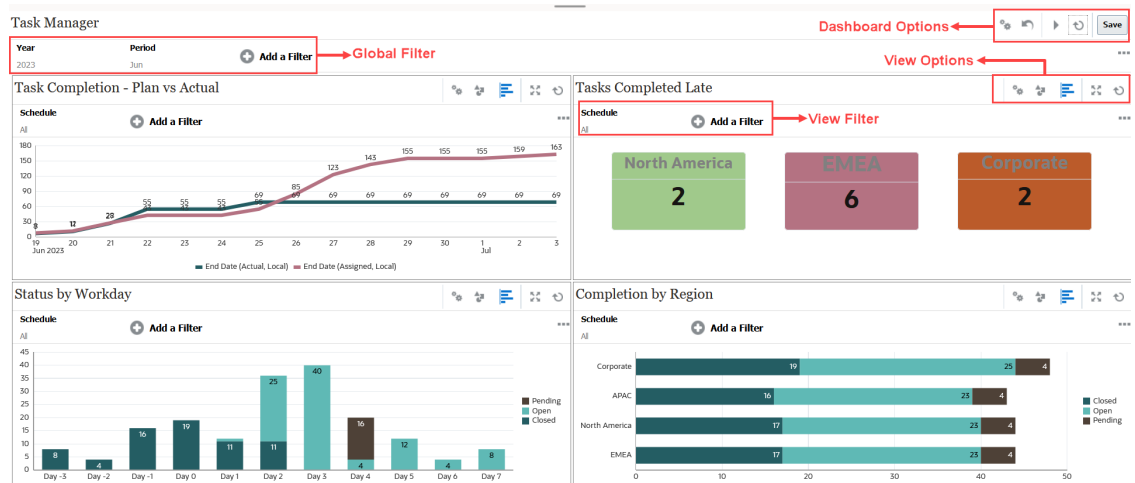 Task Manager
Dashboard Options
Save
Year Period
Add a Filter
Global Filter
2023 Jun
View Options
Task Completion - Plan vs Actual
Schedule
Add a Filter
All
180
150
120
90
60
30
0
8
55 55 55
69 69 69 69 69 69 69 69
85
123
143
155 155 155
159
163
19 20 21 22 23 24 25 26 27 28 29 30 1 2 3
Jun 2023 Jul
End Date (Actual, Local) End Date (Assigned, Local)
Tasks Completed Late
Schedule
Add a Filter
View Filter
All
North America
2
EMEA
6
Corporate
2
Status by Workday
Schedule
Add a Filter
All
45
40
35
30
25
20
15
10
5
0
8 4 16 19 11 11 25 40 16 4 12 4 8
Day -3 Day -2 Day -1 Day 0 Day 1 Day 2 Day 3 Day 4 Day 5 Day 6 Day 7
Pending
Open
Closed
Completion by Region
Schedule
Add a Filter
All
Corporate 19 25 4
APAC 16 23 4
North America 17 23 4
EMEA 17 23 4
0 10 20 30 40 50
Closed
Open
Pending